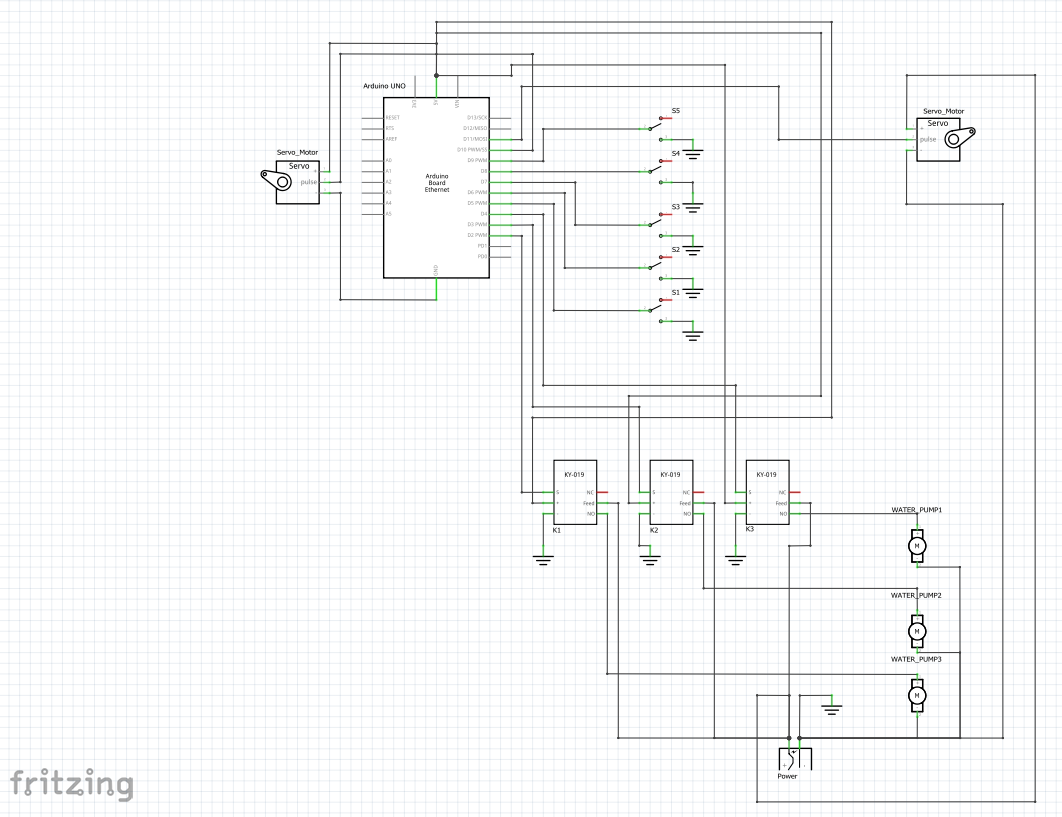 Arduino UNO
3V3
5V
VIN
RESET
RTS
AREF
A0
A1
A2
A3
A4
A5
D13/SCK
D12/MISO
D11/MOSI
D10 PWM/SS
D9 PWM
D8
D7
D6 PWM
D5 PWM
D4
D3 PWM
D2 PWM
PD1
PD0
Arduino
Board
Ethernet
GND
Servo_Motor
Servo
+
pulse
-
S5
S4
S3
S2
S1
Servo_Motor
Servo
+
pulse
-
KY-019
S
+
-
NC
Feed
NO
K1
KY-019
S
+
-
NC
Feed
NO
K2
KY-019
S
+
-
NC
Feed
NO
K3
WATER_PUMP1
M
WATER_PUMP2
M
WATER_PUMP3
M
+
-
Power
fritzing